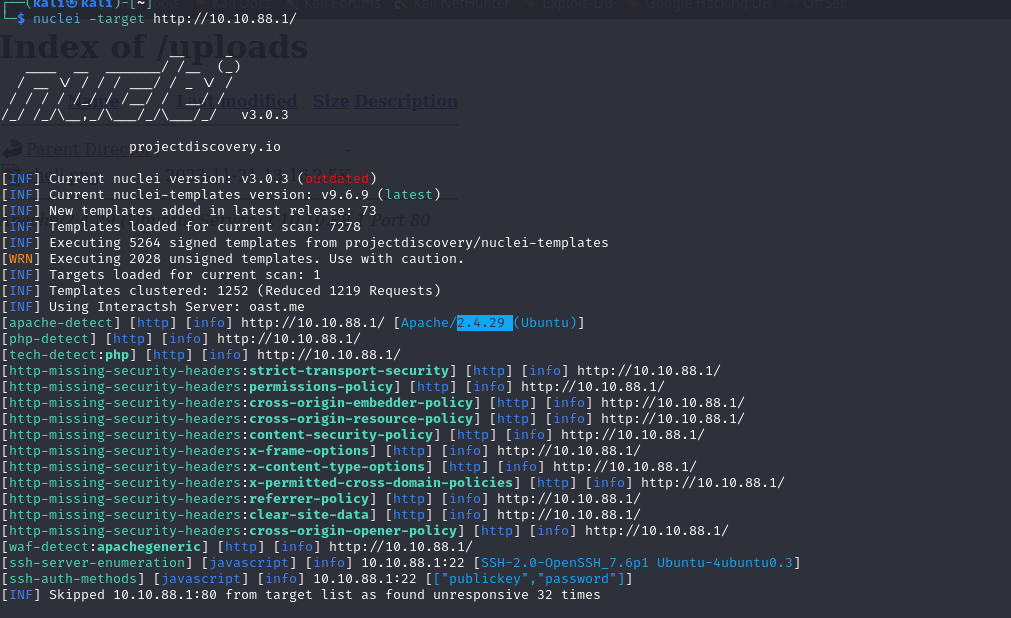 (kali㉿kali)-[~]
$ nuclei -target http://10.10.88.1/
Index of /uploads
Last modified Size Description
v3.0.3
Parent Directory -
projectdiscovery.io
[INF] Current nuclei version: v3.0.3 (outdated)
[INF] Current nuclei-templates version: v9.6.9 (latest)
[INF] New templates added in latest release: 73
[INF] Templates loaded for current scan: 7278
[INF] Executing 5264 signed templates from projectdiscovery/nuclei-templates
[WRN] Executing 2028 unsigned templates. Use with caution.
[INF] Targets loaded for current scan: 1
[INF] Templates clustered: 1252 (Reduced 1219 Requests)
[INF] Using Interactsh Server: oast.me
[apache-detect] [http] [info] http://10.10.88.1/ [Apache/2.4.29 (Ubuntu)]
[php-detect] [http] [info] http://10.10.88.1/
[tech-detect:php] [http] [info] http://10.10.88.1/
[http-missing-security-headers:strict-transport-security] [http] [info] http://10.10.88.1/
[http-missing-security-headers:permissions-policy] [http] [info] http://10.10.88.1/
[http-missing-security-headers:cross-origin-embedder-policy] [http] [info] http://10.10.88.1/
[http-missing-security-headers:cross-origin-resource-policy] [http] [info] http://10.10.88.1/
[http-missing-security-headers:content-security-policy] [http] [info] http://10.10.88.1/
[http-missing-security-headers:x-frame-options] [http] [info] http://10.10.88.1/
[http-missing-security-headers:x-content-type-options] [http] [info] http://10.10.88.1/
[http-missing-security-headers:x-permitted-cross-domain-policies] [http] [info] http://10.10.88.1/
[http-missing-security-headers:referrer-policy] [http] [info] http://10.10.88.1/
[http-missing-security-headers:clear-site-data] [http] [info] http://10.10.88.1/
[http-missing-security-headers:cross-origin-opener-policy] [http] [info] http://10.10.88.1/
[waf-detect:apachegeneric] [http] [info] http://10.10.88.1/
[ssh-server-enumeration] [javascript] [info] 10.10.88.1:22 [SSH-2.0-OpenSSH_7.6p1 Ubuntu-4ubuntu0.3]
[ssh-auth-methods] [javascript] [info] 10.10.88.1:22 [["publickey","password"]]
[INF] Skipped 10.10.88.1:80 from target list as found unresponsive 32 times